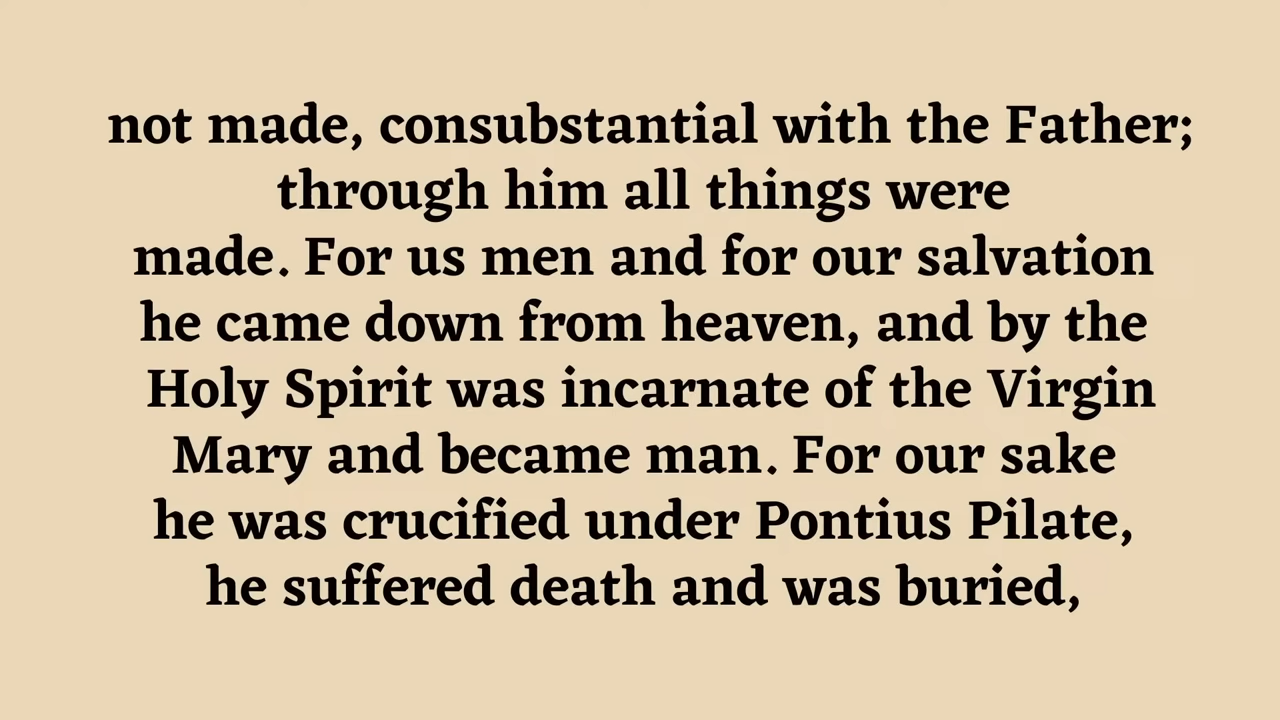 not made, consubstantial with the Father;
through him all things were
made. For us men and for our salvation
he came down from heaven, and by the
Holy Spirit was incarnate of the Virgin
Mary and became man. For our sake
he was crucified under Pontius Pilate,
he suffered death and was buried,